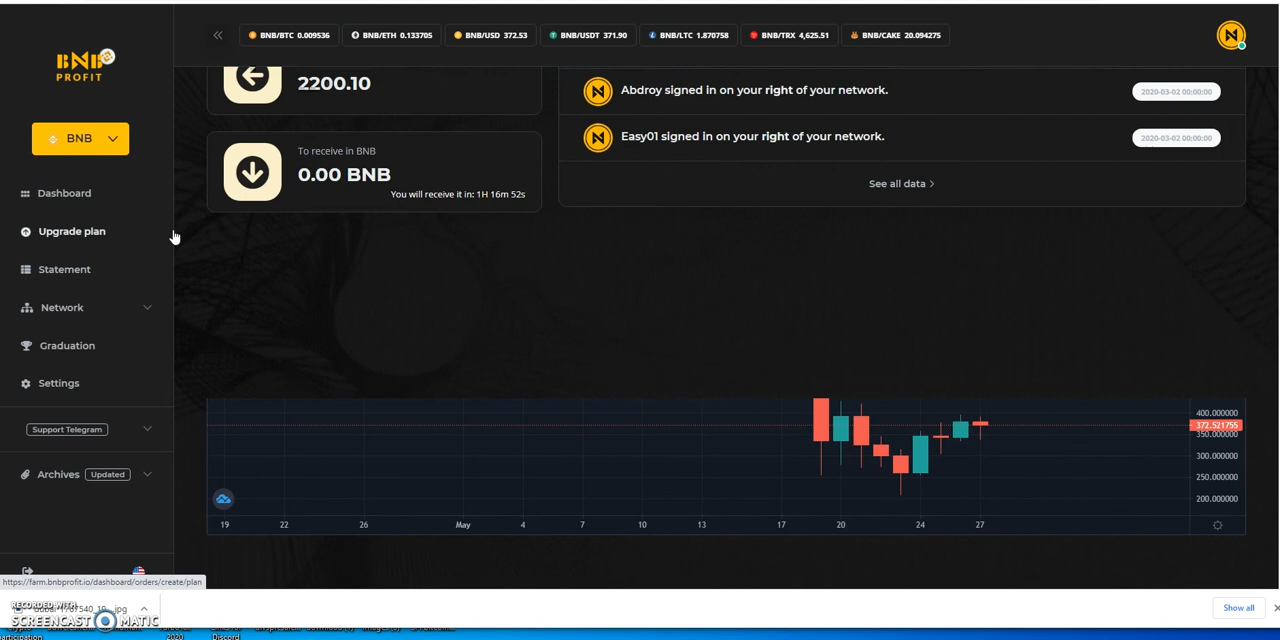 BNB/BTC 0.009536 BNB/ETH 0.133705 BNB/USD 372.53 BNB/USDT 371.90 BNB/LTC 1.870758 BNB/TRX 4,625.51 BNB/CAKE 20.094275
BNB
PROFIT
BNB
Dashboard
Upgrade plan
Statement
Network
Graduation
Settings
Support Telegram
Archives Updated
2200.10
To receive in BNB
0.00 BNB
You will receive it in: 1H 16m 52s
Abdroy signed in on your right of your network.
2020-03-02 00:00:00
Easy01 signed in on your right of your network.
2020-03-02 00:00:00
See all data
400.000000
372.521755
350.000000
300.000000
250.000000
200.000000
19 22 26 May 4 7 10 13 17 20 24 27
https://farm.bnbprofit.io/dashboard/orders/create/plan
RECORDED WITH
SCREENCAST MATIC
.jpg
Show all
2020
Discord